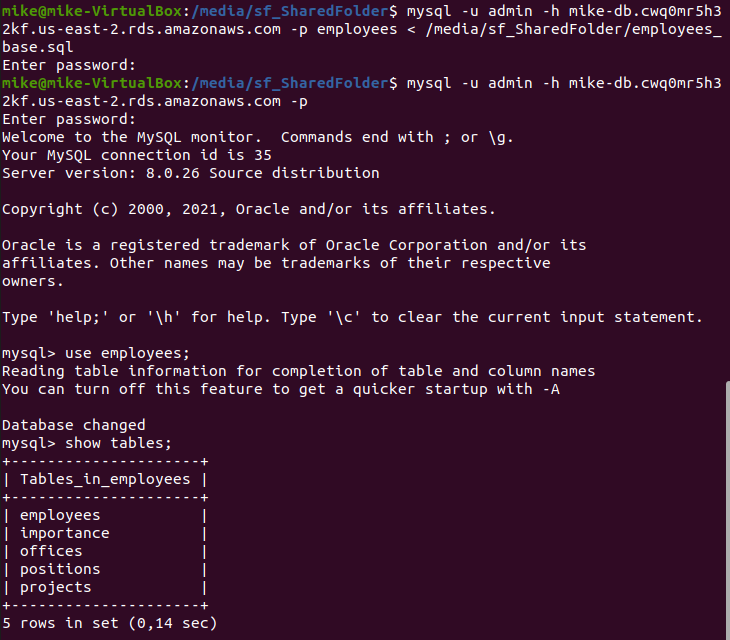 mike@mike-VirtualBox:/media/sf_SharedFolder$ mysql -u admin -h mike-db.cwq0mr5h3
2kf.us-east-2.rds.amazonaws.com -p employees < /media/sf_SharedFolder/employees_
base.sql
Enter password:
mike@mike-VirtualBox:/media/sf_SharedFolder$ mysql -u admin -h mike-db.cwq0mr5h3
2kf.us-east-2.rds.amazonaws.com -p
Enter password:
Welcome to the MySQL monitor.  Commands end with ; or \g.
Your MySQL connection id is 35
Server version: 8.0.26 Source distribution

Copyright (c) 2000, 2021, Oracle and/or its affiliates.

Oracle is a registered trademark of Oracle Corporation and/or its
affiliates. Other names may be trademarks of their respective
owners.

Type 'help;' or '\h' for help. Type '\c' to clear the current input statement.

mysql> use employees;
Reading table information for completion of table and column names
You can turn off this feature to get a quicker startup with -A

Database changed
mysql> show tables;
+---------------------+
| Tables_in_employees |
+---------------------+
| employees           |
| importance          |
| offices             |
| positions           |
| projects            |
+---------------------+
5 rows in set (0,14 sec)